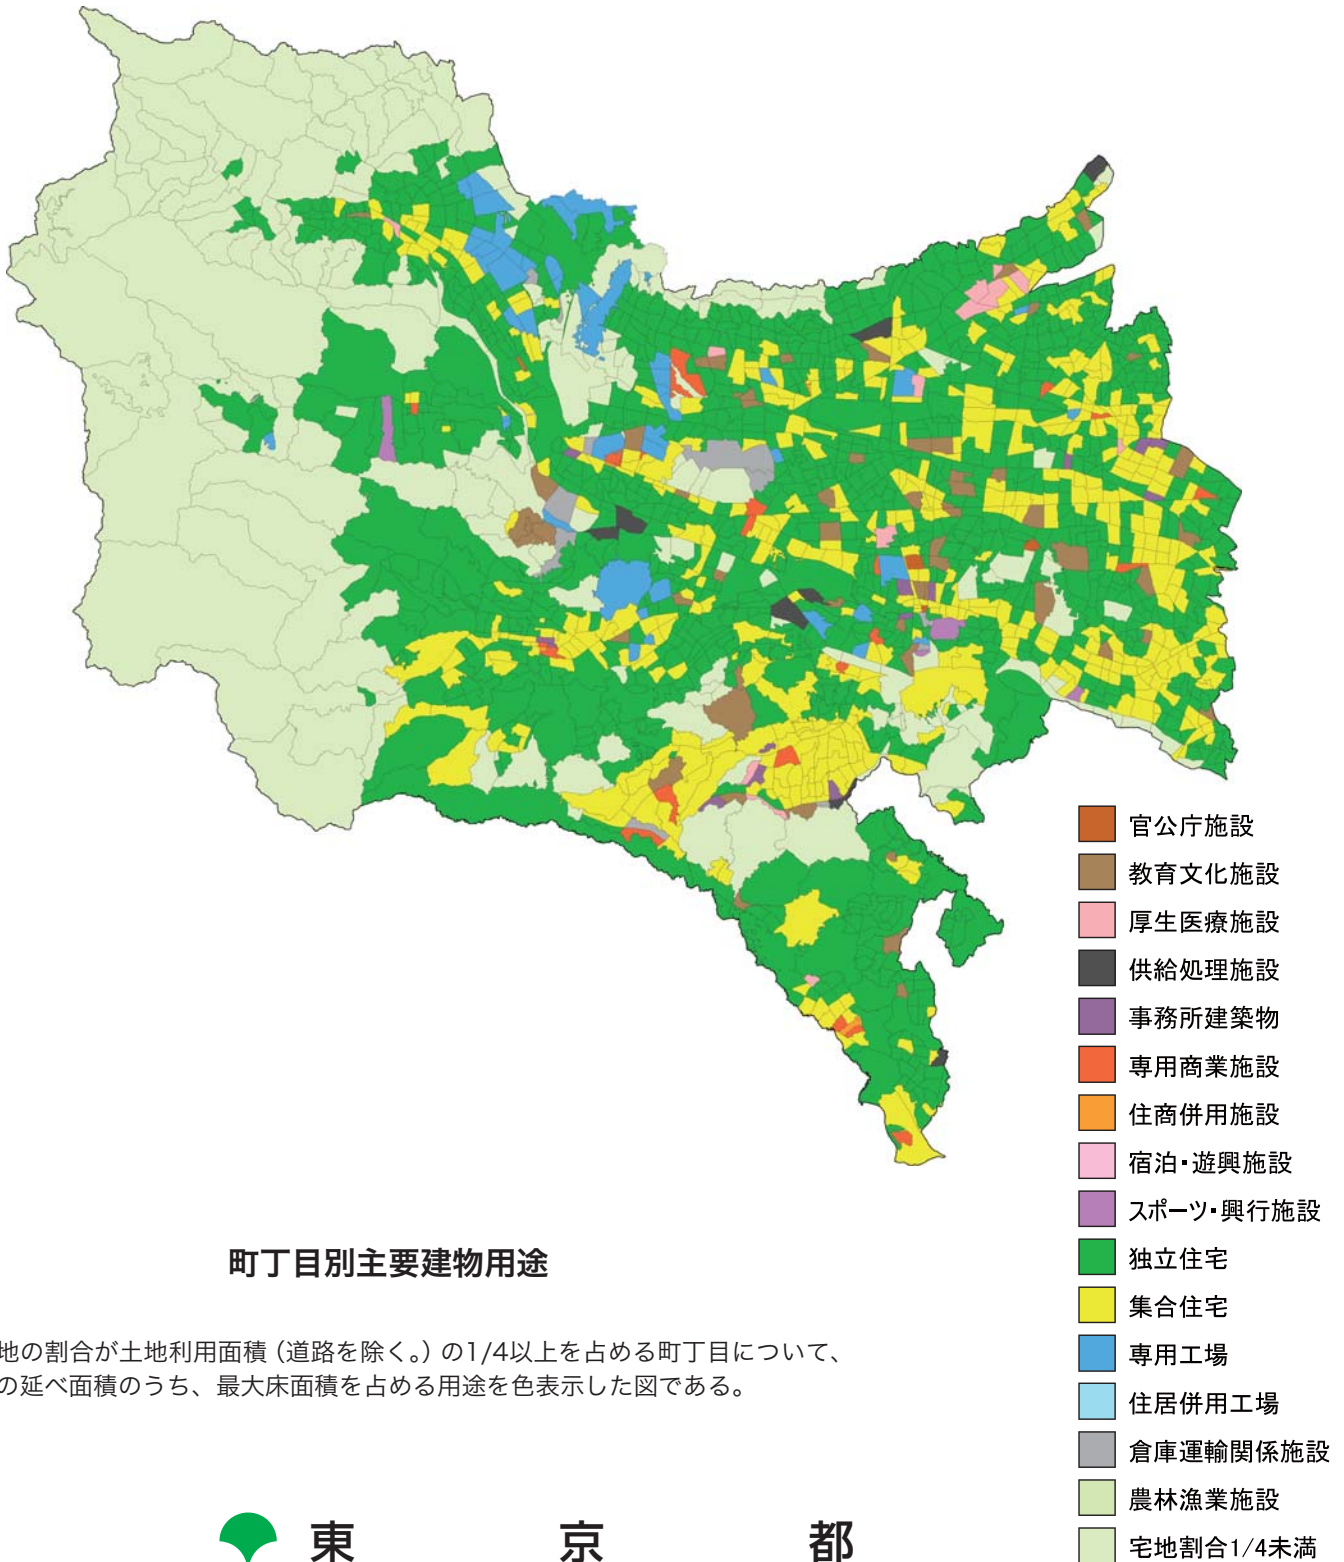 官公庁施設
教育文化施設
厚生医療施設
供給処理施設
事務所建築物
専用商業施設
住商併用施設
宿泊・遊興施設
スポーツ・興行施設
独立住宅
集合住宅
専用工場
住居併用工場
倉庫運輸関係施設
農林漁業施設
宅地割合1/4未満
町丁目別主要建物用途
地の割合が土地利用面積（道路を除く。）の1/4以上を占める町丁目について、
の延べ面積のうち、最大床面積を占める用途を色表示した図である。
東京都